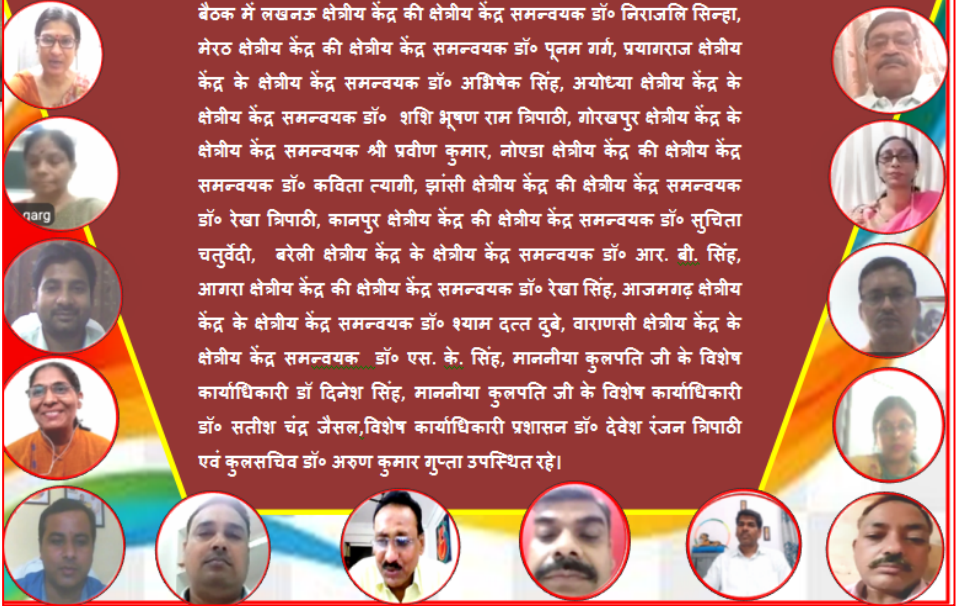 बैठक में लखनऊ क्षेत्रीय केंद्र की क्षेत्रीय केंद्र समन्वयक डॉ० निराजलि सिन्हा,
मेरठ क्षेत्रीय केंद्र की क्षेत्रीय केंद्र समन्वयक डॉ० पूनम गर्ग, प्रयागराज क्षेत्रीय
केंद्र के क्षेत्रीय केंद्र समन्वयक डॉ० अभिषेक सिंह, अयोध्या क्षेत्रीय केंद्र के
क्षेत्रीय केंद्र समन्वयक डॉ० शशि भूषण राम त्रिपाठी, गोरखपुर क्षेत्रीय केंद्र के
क्षेत्रीय केंद्र समन्वयक श्री प्रवीण कुमार, नोएडा क्षेत्रीय केंद्र की क्षेत्रीय केंद्र
समन्वयक डॉ० कविता त्यागी, झांसी क्षेत्रीय केंद्र की क्षेत्रीय केंद्र समन्वयक
garg
डॉ० रेखा त्रिपाठी, कानपुर क्षेत्रीय केंद्र की क्षेत्रीय केंद्र समन्वयक डॉ० सुचिता
चतुर्वेदी, बरेली क्षेत्रीय केंद्र के क्षेत्रीय केंद्र समन्वयक डॉ० आर. बी. सिंह,
आगरा क्षेत्रीय केंद्र की क्षेत्रीय केंद्र समन्वयक डॉ० रेखा सिंह, आजमगढ़ क्षेत्रीय
केंद्र के क्षेत्रीय केंद्र समन्वयक डॉ० श्याम दत्त दुबे, वाराणसी क्षेत्रीय केंद्र के
क्षेत्रीय केंद्र समन्वयक डॉ० एस. के. सिंह, माननीया कुलपति जी के विशेष
कार्याधिकारी डॉ दिनेश सिंह, माननीया कुलपति जी के विशेष कार्याधिकारी
डॉ० सतीश चंद्र जैसल,विशेष कार्याधिकारी प्रशासन डॉ० देवेश रंजन त्रिपाठी
एवं कुलसचिव डॉ० अरुण कुमार गुप्ता उपस्थित रहे।